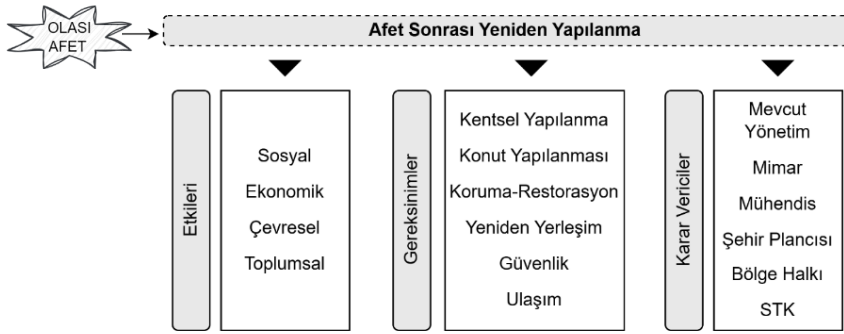 OLASI
AFET
Afet Sonrası Yeniden Yapılanma
Etkileri
Sosyal
Ekonomik
Çevresel
Toplumsal
Gereksinimler
Kentsel Yapılanma
Konut Yapılanması
Koruma-Restorasyon
Yeniden Yerleşim
Güvenlik
Ulaşım
Karar Vericiler
Mevcut
Yönetim
Mimar
Mühendis
Şehir Plancısı
Bölge Halkı
STK